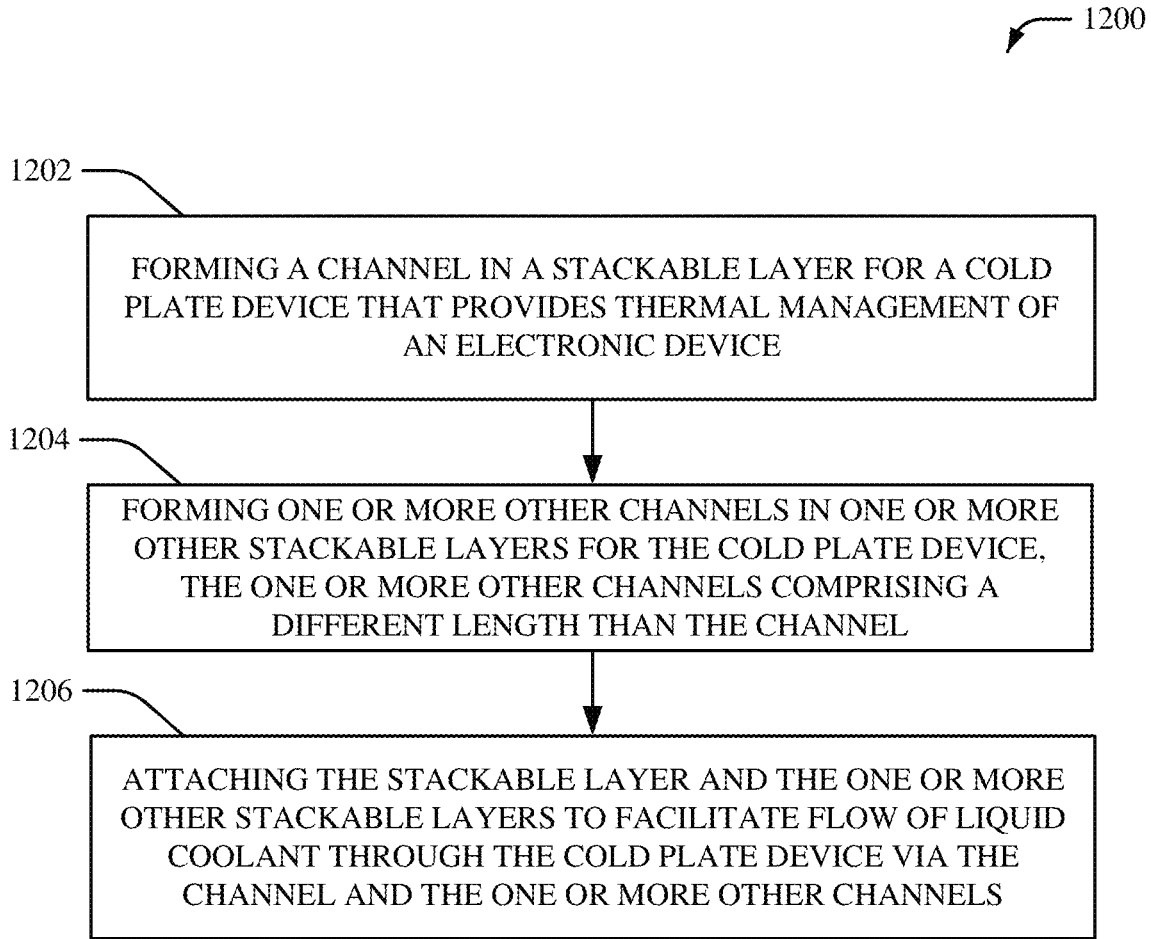 1200
1202
FORMING A CHANNEL IN A STACKABLE LAYER FOR A COLD
PLATE DEVICE THAT PROVIDES THERMAL MANAGEMENT OF
AN ELECTRONIC DEVICE
1204
FORMING ONE OR MORE OTHER CHANNELS IN ONE OR MORE
OTHER STACKABLE LAYERS FOR THE COLD PLATE DEVICE,
THE ONE OR MORE OTHER CHANNELS COMPRISING A
DIFFERENT LENGTH THAN THE CHANNEL
1206
ATTACHING THE STACKABLE LAYER AND THE ONE OR MORE
OTHER STACKABLE LAYERS TO FACILITATE FLOW OF LIQUID
COOLANT THROUGH THE COLD PLATE DEVICE VIA THE
CHANNEL AND THE ONE OR MORE OTHER CHANNELS